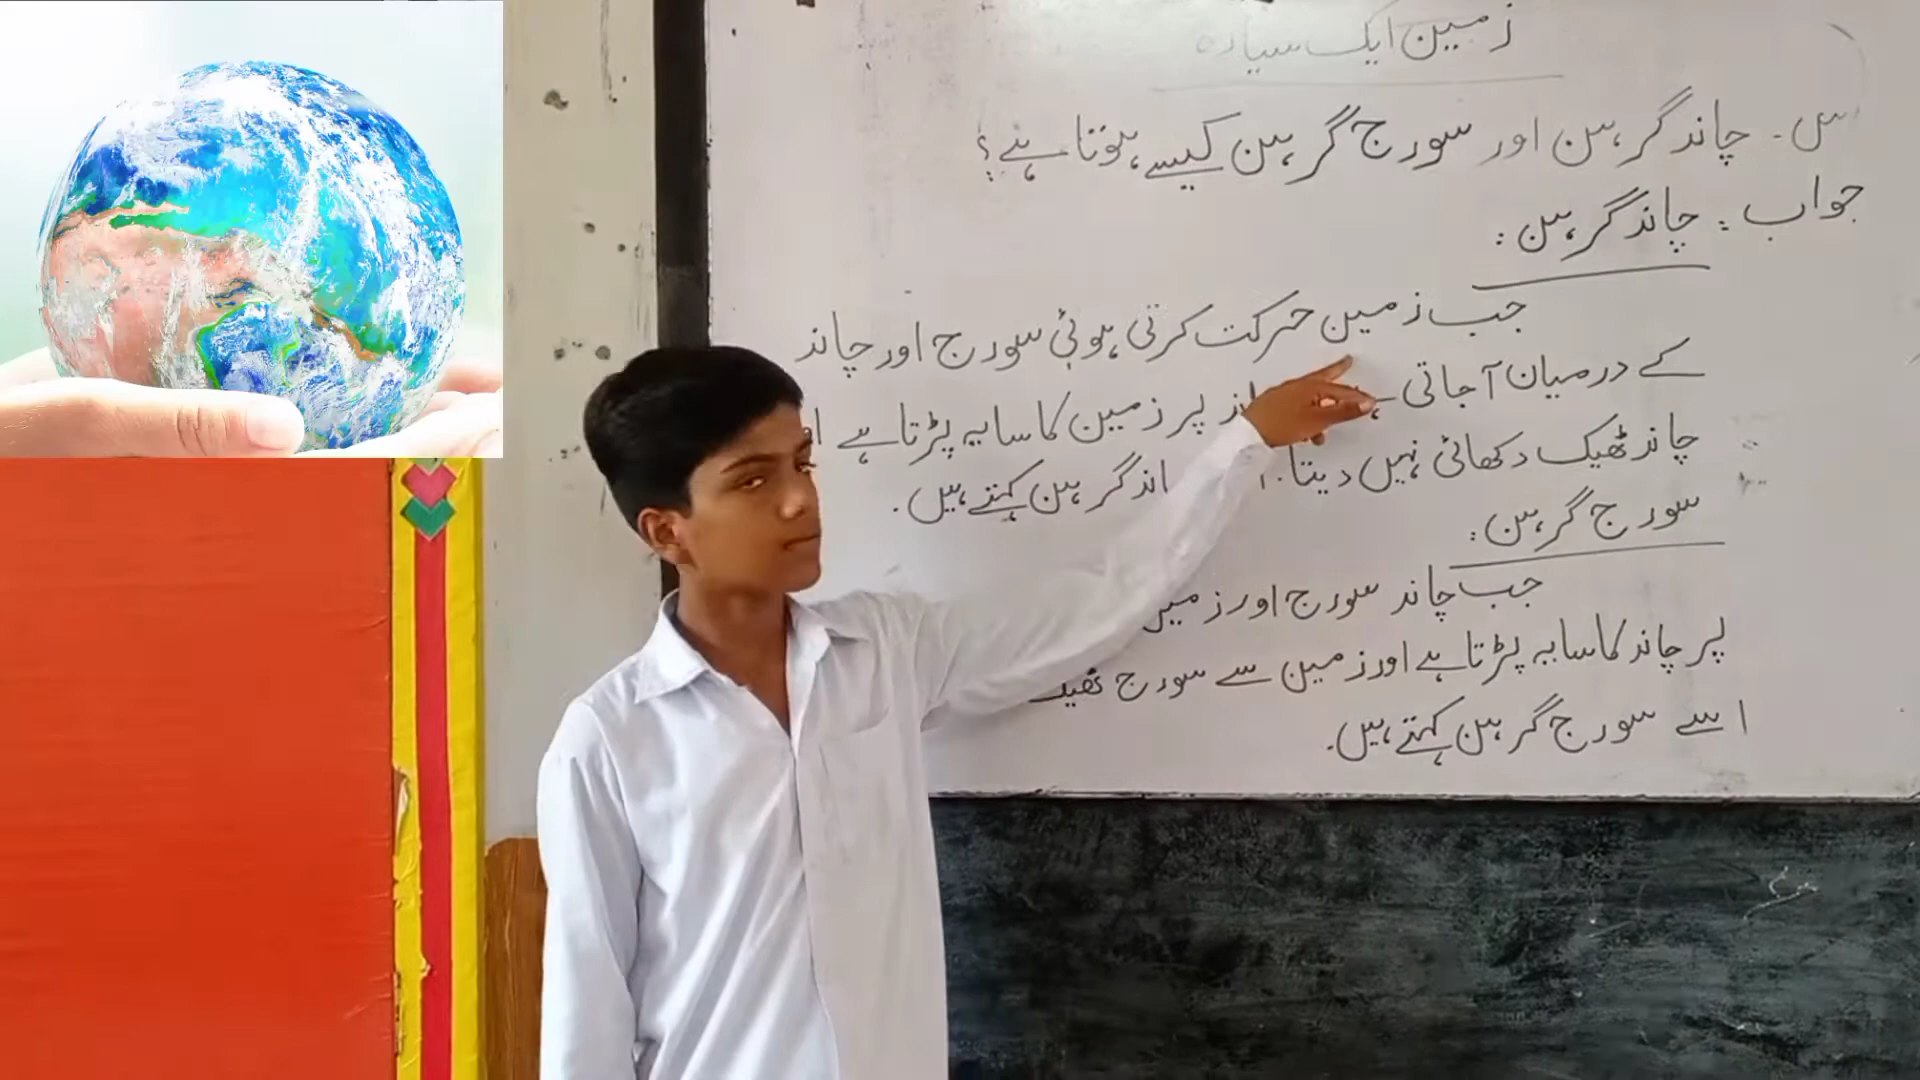 زمین ایک سیارہ
س۔ چاند گرہن اور سورج گرہن کیسے ہوتا ہے؟
جواب: چاند گرہن:
جب زمین حرکت کرتی ہوئی سورج اور چاند
کے درمیان آ جاتی پر زمین کا سایہ پڑتا ہے
چاند ٹھیک دکھائی نہیں دیتا۔ گرہن کہتے ہیں۔
سورج گرہن:
جب چاند سورج اور
پر چاند کا سایہ پڑتا ہے اور زمین سے سورج ٹھیک
اسے سورج گرہن کہتے ہیں۔